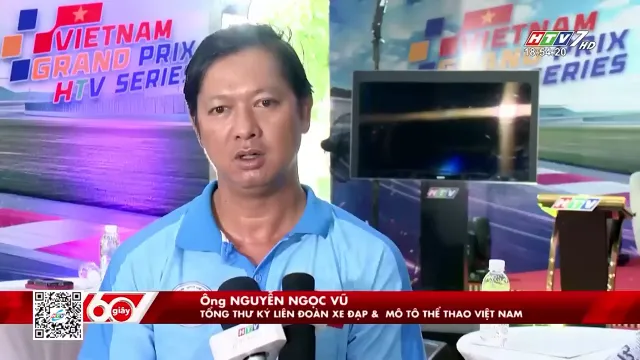 VIETNAM
GRAND PRIX
HTV SERIES
VIETNAM
GRAND PRIX
SERIES
HTV7 HD
18:54:20
HTV
HTV
60 giây
Ông NGUYỄN NGỌC VŨ
TỔNG THƯ KÝ LIÊN ĐOÀN XE ĐẠP & MÔ TÔ THỂ THAO VIỆT NAM